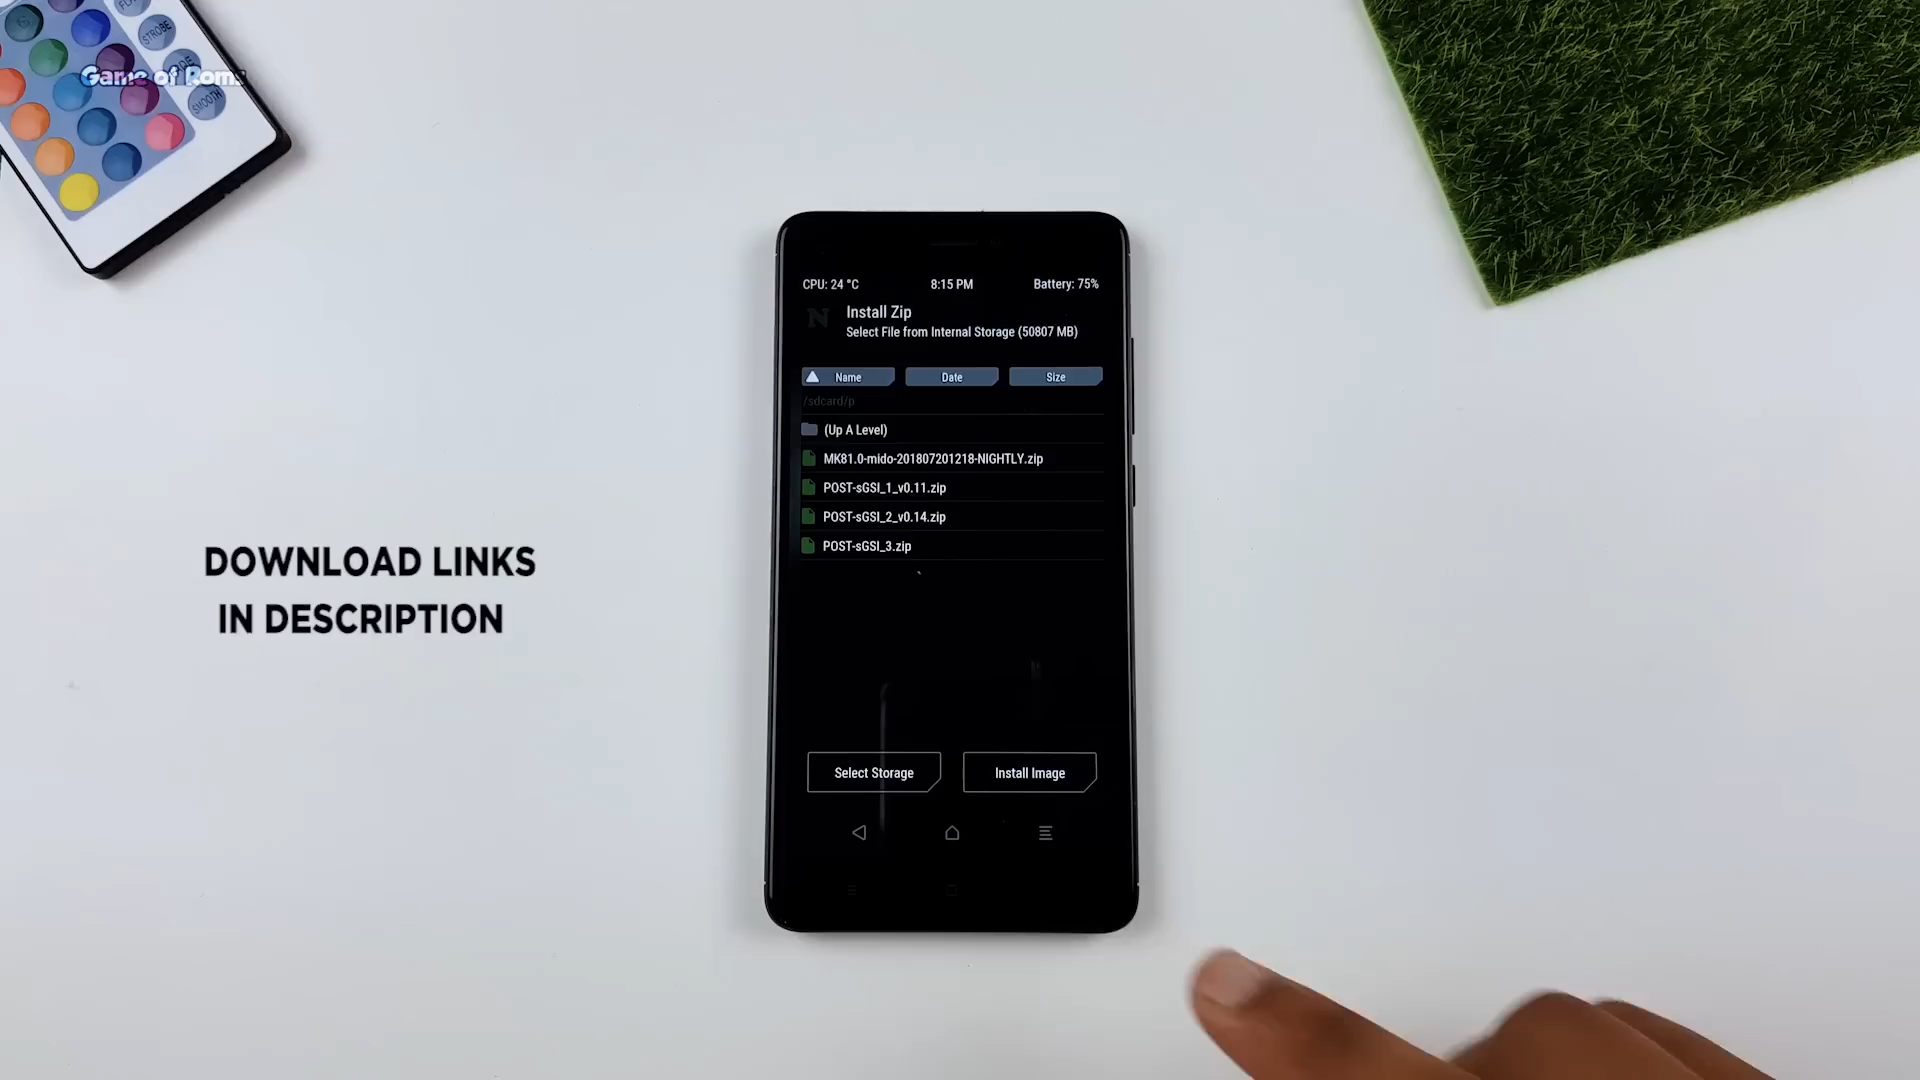 STROBE
SMOOTH
Game of Roms
CPU: 24 °C
8:15 PM
Battery: 75%
N
Install Zip
Select File from Internal Storage (50807 MB)
Name
Date
Size
/sdcard/p
(Up A Level)
MK81.0-mido-201807201218-NIGHTLY.zip
POST-sGSI_1_v0.11.zip
POST-sGSI_2_v0.14.zip
POST-sGSI_3.zip
DOWNLOAD LINKS
IN DESCRIPTION
Select Storage
Install Image